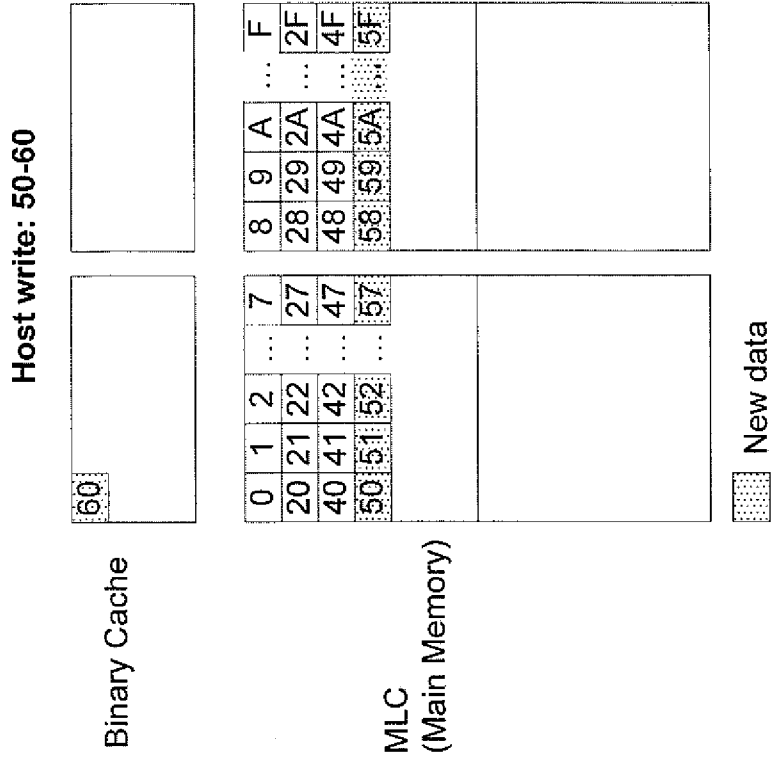 Host write: 50-60
Binary Cache
60
MLC
(Main Memory)
0 1 2 ... 7 8 9 A ... F
20 21 22 ... 27 28 29 2A ... 2F
40 41 42 ... 47 48 49 4A ... 4F
50 51 52 ... 57 58 59 5A ... 5F
New data